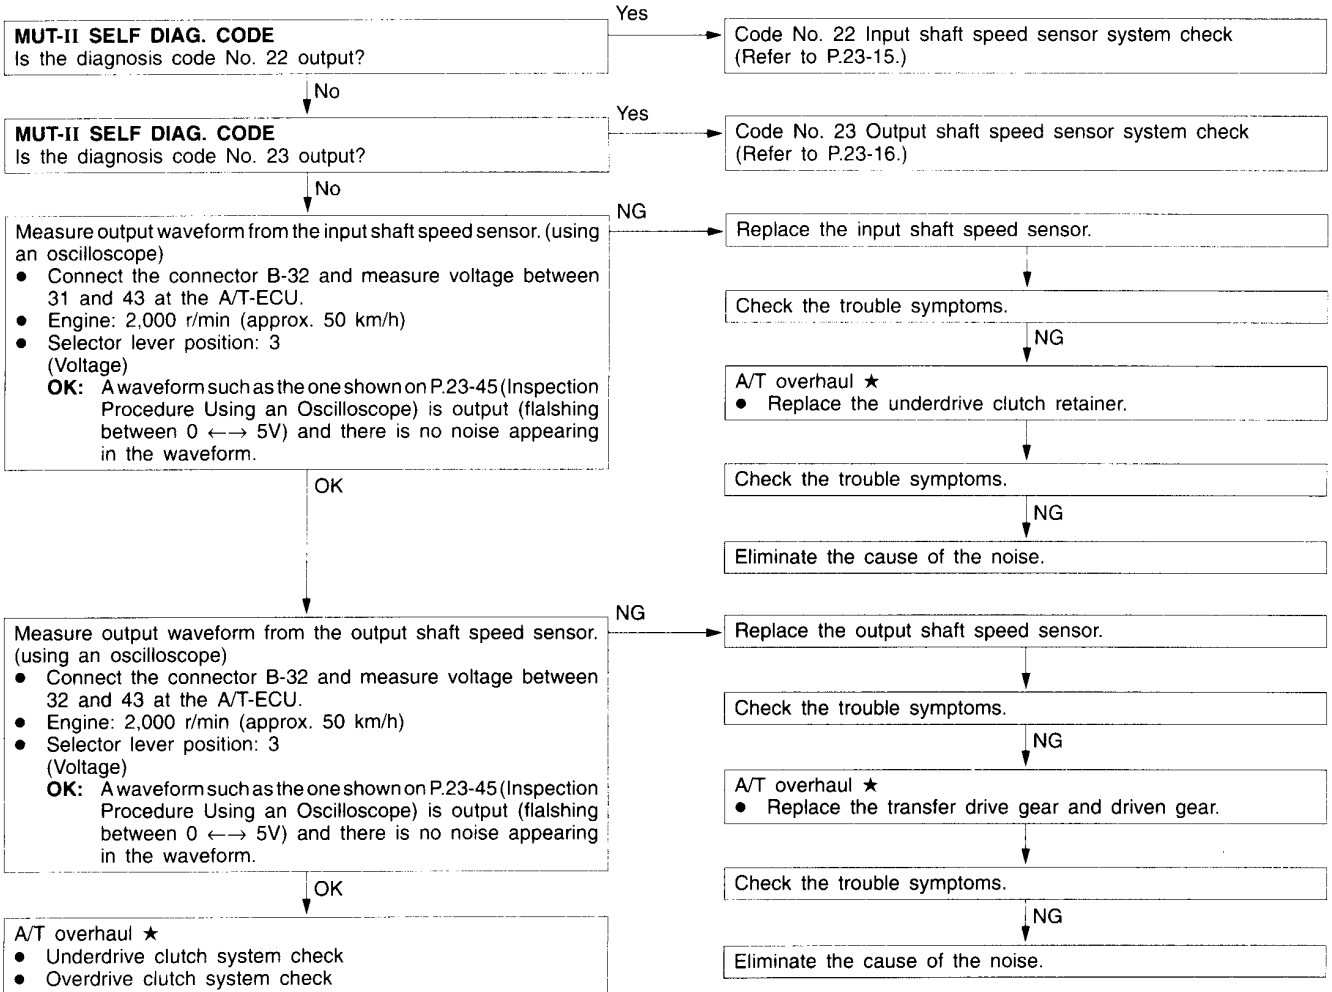 MUT-II SELF DIAG. CODE
Is the diagnosis code No. 22 output?
Yes
Code No. 22 Input shaft speed sensor system check
(Refer to P.23-15.)
No
MUT-II SELF DIAG. CODE
Is the diagnosis code No. 23 output?
Yes
Code No. 23 Output shaft speed sensor system check
(Refer to P.23-16.)
No
Measure output waveform from the input shaft speed sensor. (using
an oscilloscope)
● Connect the connector B-32 and measure voltage between
31 and 43 at the A/T-ECU.
● Engine: 2,000 r/min (approx. 50 km/h)
● Selector lever position: 3
(Voltage)
OK: A waveform such as the one shown on P.23-45 (Inspection
Procedure Using an Oscilloscope) is output (flalshing
between 0 ←→ 5V) and there is no noise appearing
in the waveform.
NG
Replace the input shaft speed sensor.
Check the trouble symptoms.
NG
A/T overhaul ★
● Replace the underdrive clutch retainer.
Check the trouble symptoms.
NG
Eliminate the cause of the noise.
OK
Measure output waveform from the output shaft speed sensor.
(using an oscilloscope)
● Connect the connector B-32 and measure voltage between
32 and 43 at the A/T-ECU.
● Engine: 2,000 r/min (approx. 50 km/h)
● Selector lever position: 3
(Voltage)
OK: A waveform such as the one shown on P.23-45 (Inspection
Procedure Using an Oscilloscope) is output (flalshing
between 0 ←→ 5V) and there is no noise appearing
in the waveform.
NG
Replace the output shaft speed sensor.
Check the trouble symptoms.
NG
A/T overhaul ★
● Replace the transfer drive gear and driven gear.
Check the trouble symptoms.
NG
Eliminate the cause of the noise.
OK
A/T overhaul ★
● Underdrive clutch system check
● Overdrive clutch system check